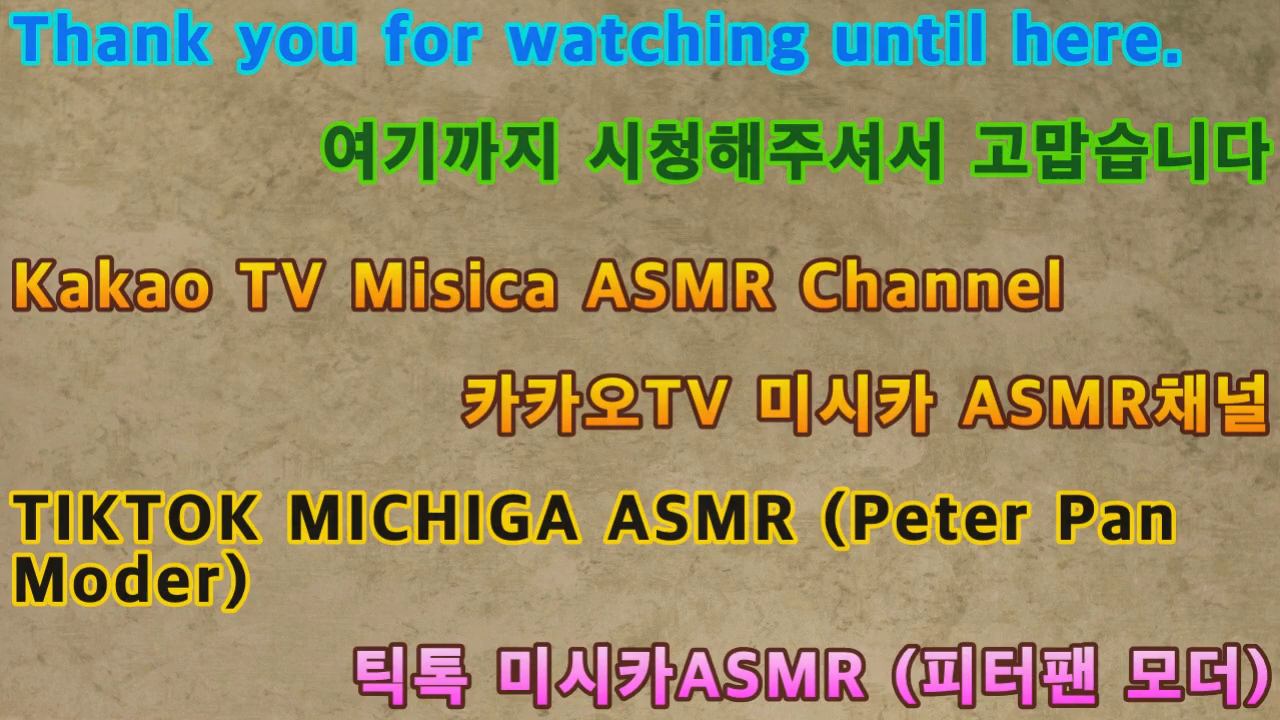 Thank you for watching until here.
여기까지 시청해주셔서 고맙습니다
Kakao TV Misica ASMR Channel
카카오TV 미시카 ASMR채널
TIKTOK MICHIGA ASMR (Peter Pan
Moder)
틱톡 미시카ASMR (피터팬 모더)